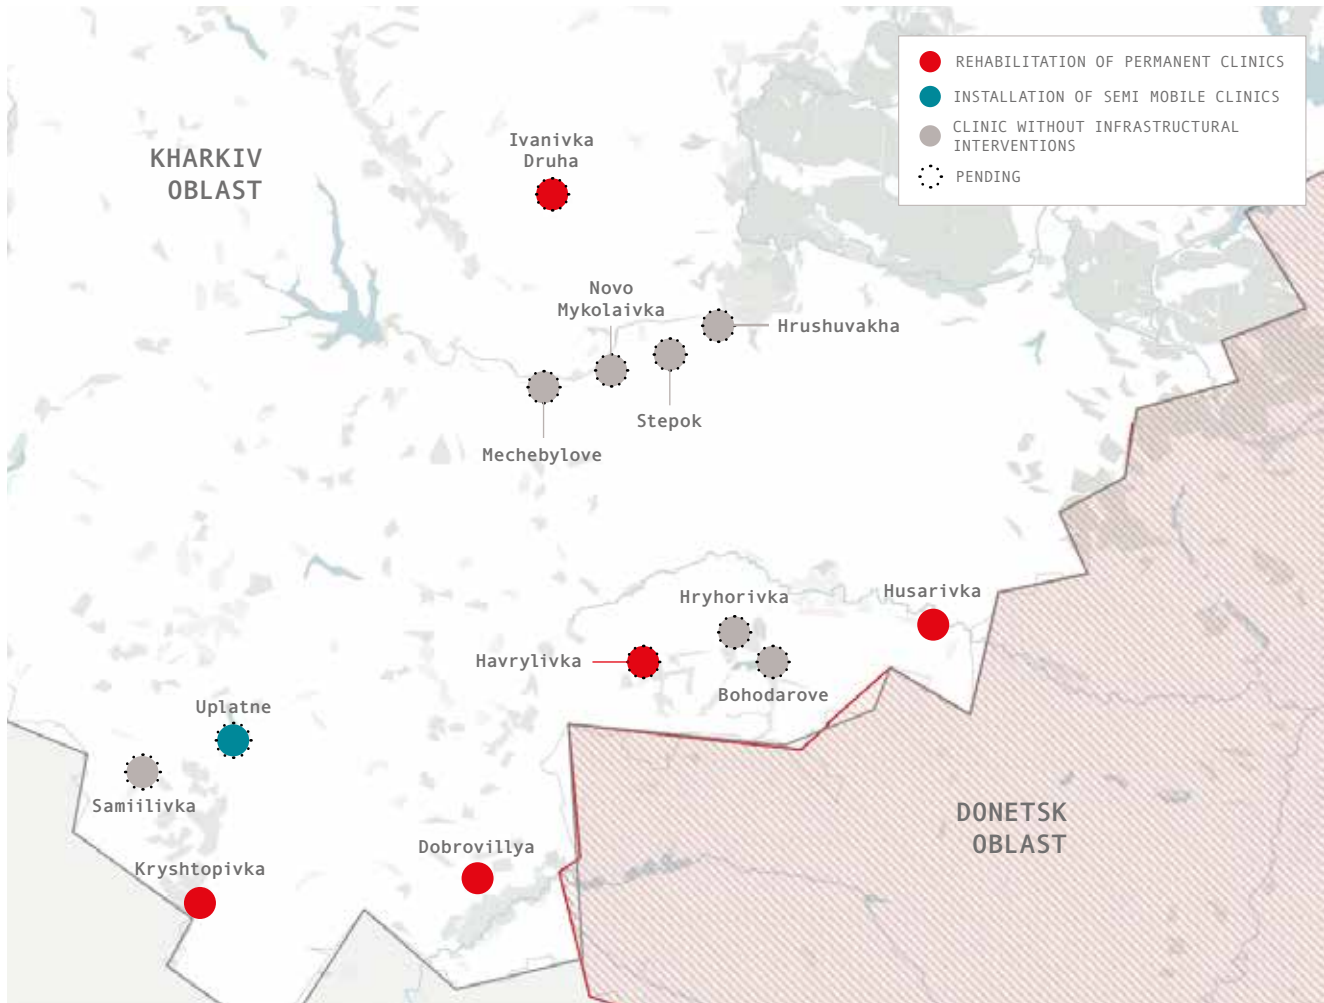 REHABILITATION OF PERMANENT CLINICS
INSTALLATION OF SEMI MOBILE CLINICS
CLINIC WITHOUT INFRASTRUCTURAL
INTERVENTIONS
PENDING
KHARKIV
OBLAST
Ivanivka
Druha
Novo
Mykolaivka
Hrushuvakha
Stepok
Mechebylove
Husarivka
Hryhorivka
Havrylivka
Bohodarove
Uplatne
Samiilivka
DONETSK
OBLAST
Dobrovillya
Kryshtopivka